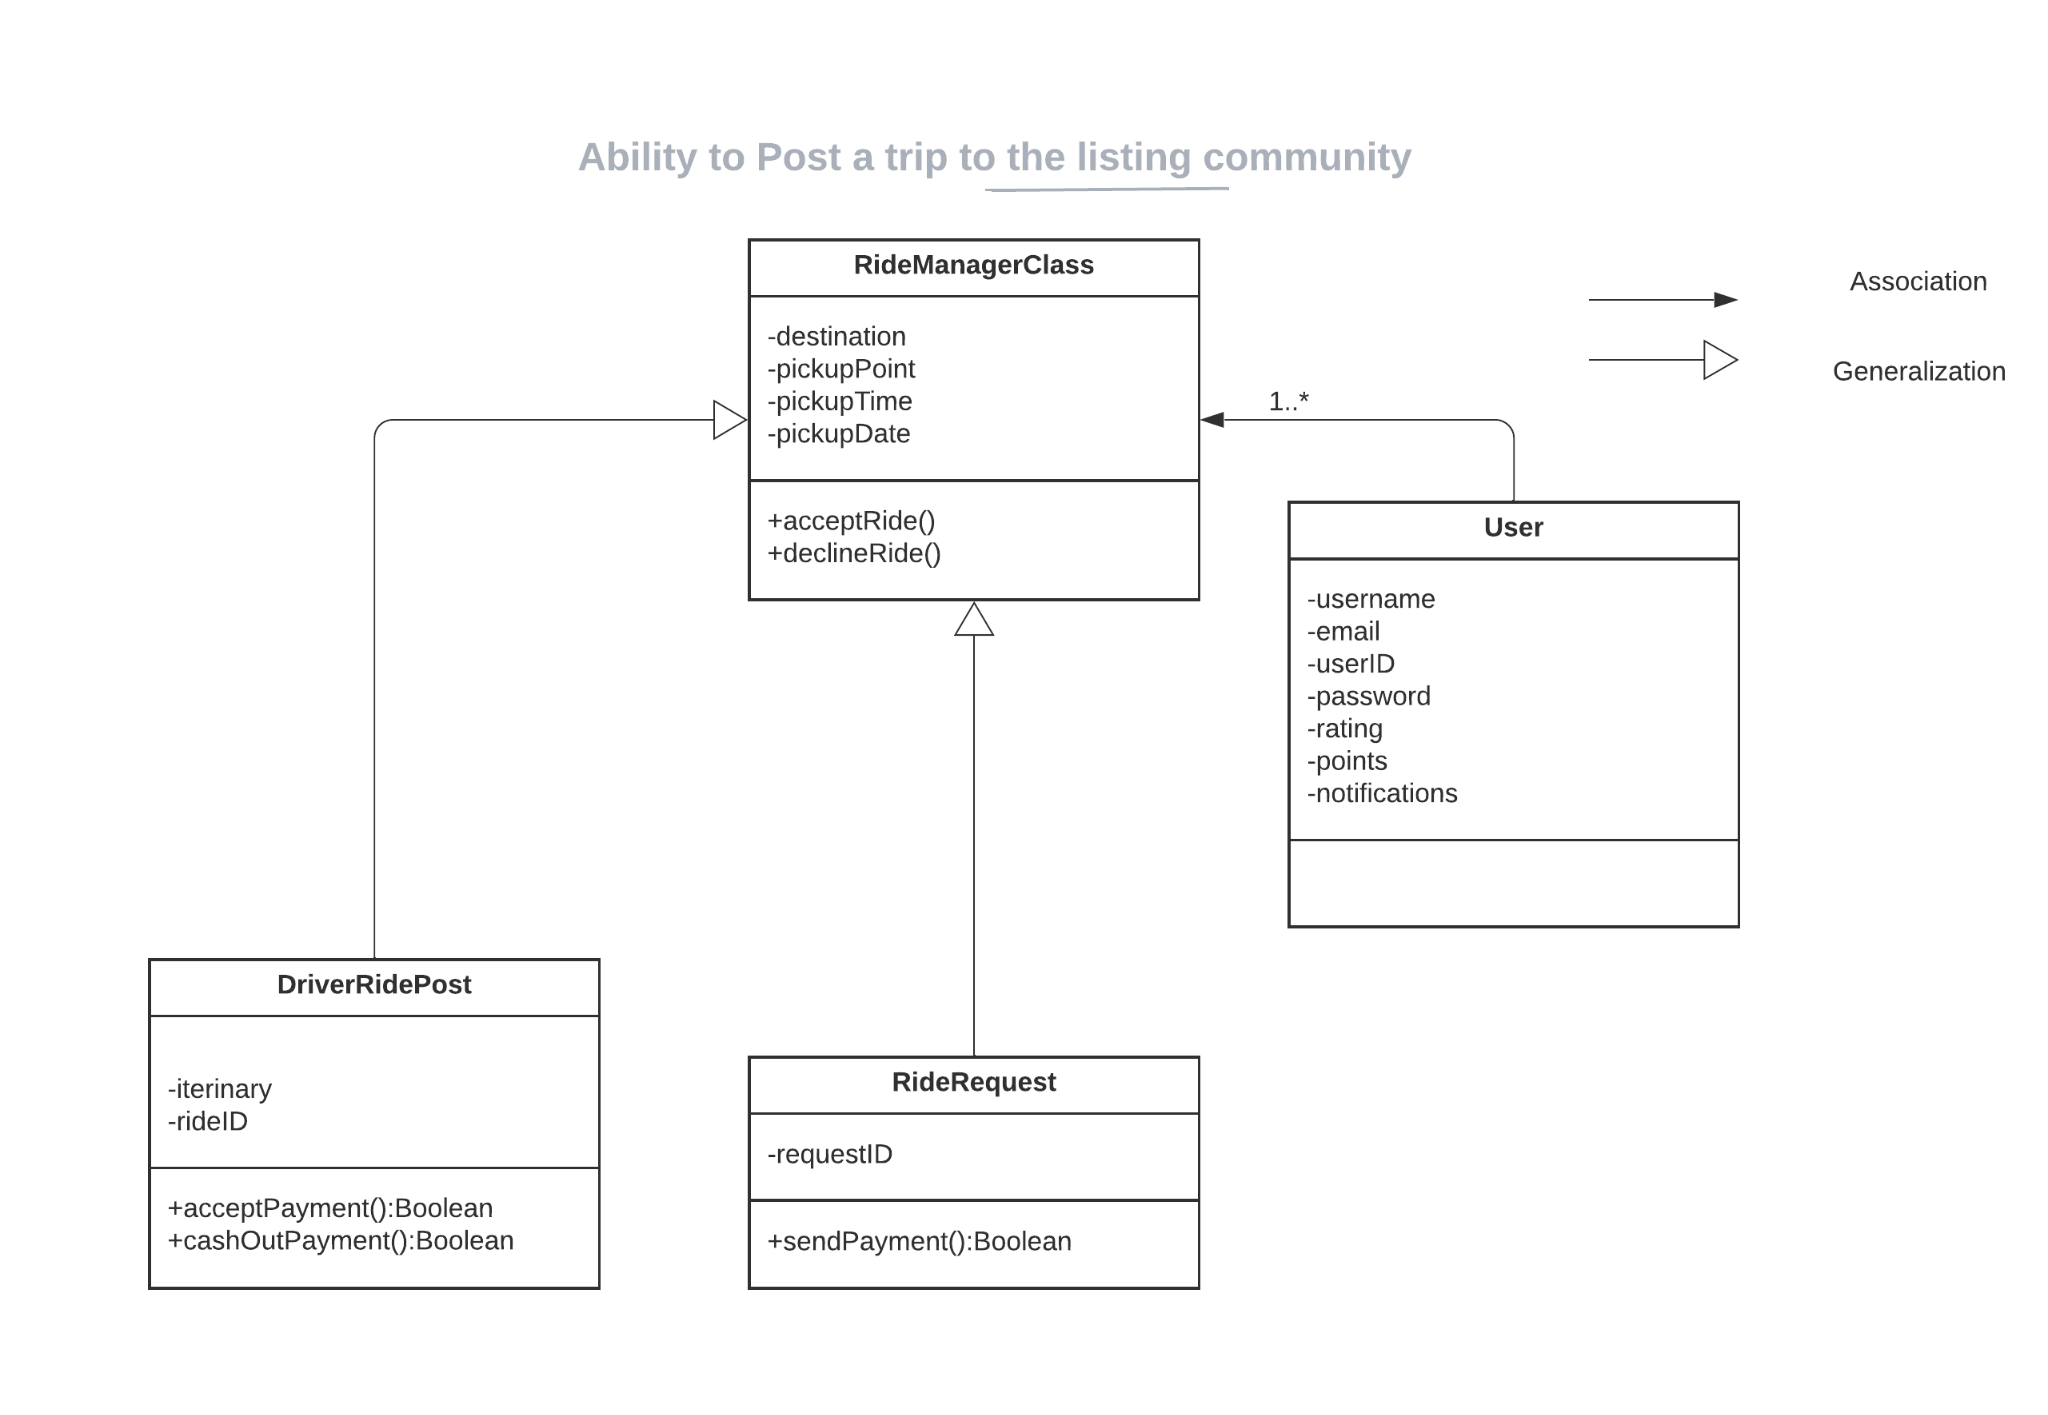 Ability to Post a trip to the listing community
RideManagerClass
-destination
-pickupPoint
-pickupTime
-pickupDate
+acceptRide()
+declineRide()
Association
Generalization
1..*
User
-username
-email
-userID
-password
-rating
-points
-notifications
DriverRidePost
-iterinary
-rideID
+acceptPayment():Boolean
+cashOutPayment():Boolean
RideRequest
-requestID
+sendPayment():Boolean